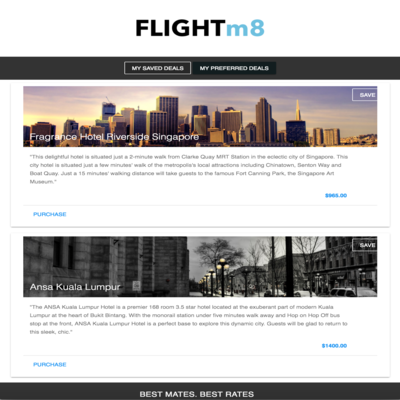 FLIGHTm8
MY SAVED DEALS
MY PREFERRED DEALS
SAVE
Fragrance Hotel Riverside Singapore
"This delightful hotel is situated just a 2-minute walk from Clarke Quay MRT Station in the eclectic city of Singapore. This
city hotel is situated just a few minutes' walk of the metropolis's local attractions including Chinatown, Senton Way and
Boat Quay. Just a 15 minutes' walking distance will take guests to the famous Fort Canning Park, the Singapore Art
Museum."
$965.00
PURCHASE
SAVE
Ansa Kuala Lumpur
"The ANSA Kuala Lumpur Hotel is a premier 168 room 3.5 star hotel located at the exuberant part of modern Kuala
Lumpur at the heart of Bukit Bintang. With the monorail station under five minutes walk away and Hop on Hop Off bus
stop at the front, ANSA Kuala Lumpur Hotel is a perfect base to explore this dynamic city. Guests will be glad to return to
this sleek, chic."
$1400.00
PURCHASE
BEST MATES. BEST RATES